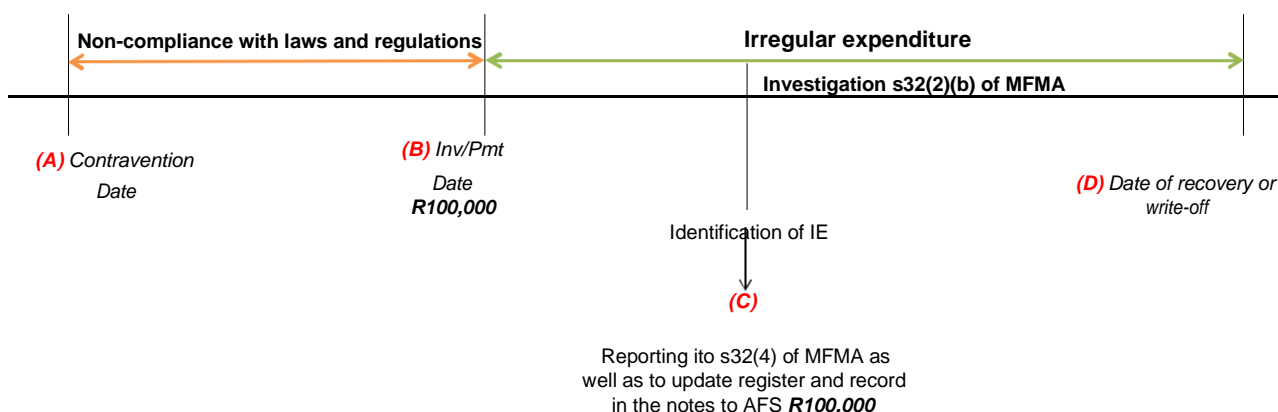 Non-compliance with laws and regulations
Irregular expenditure
Investigation s32(2)(b) of MFMA
(A) Contravention
Date
(B) Inv/Pmt
Date
R100,000
(D) Date of recovery or
write-off
Identification of IE
(C)
Reporting ito s32(4) of MFMA as
well as to update register and record
in the notes to AFS R100,000